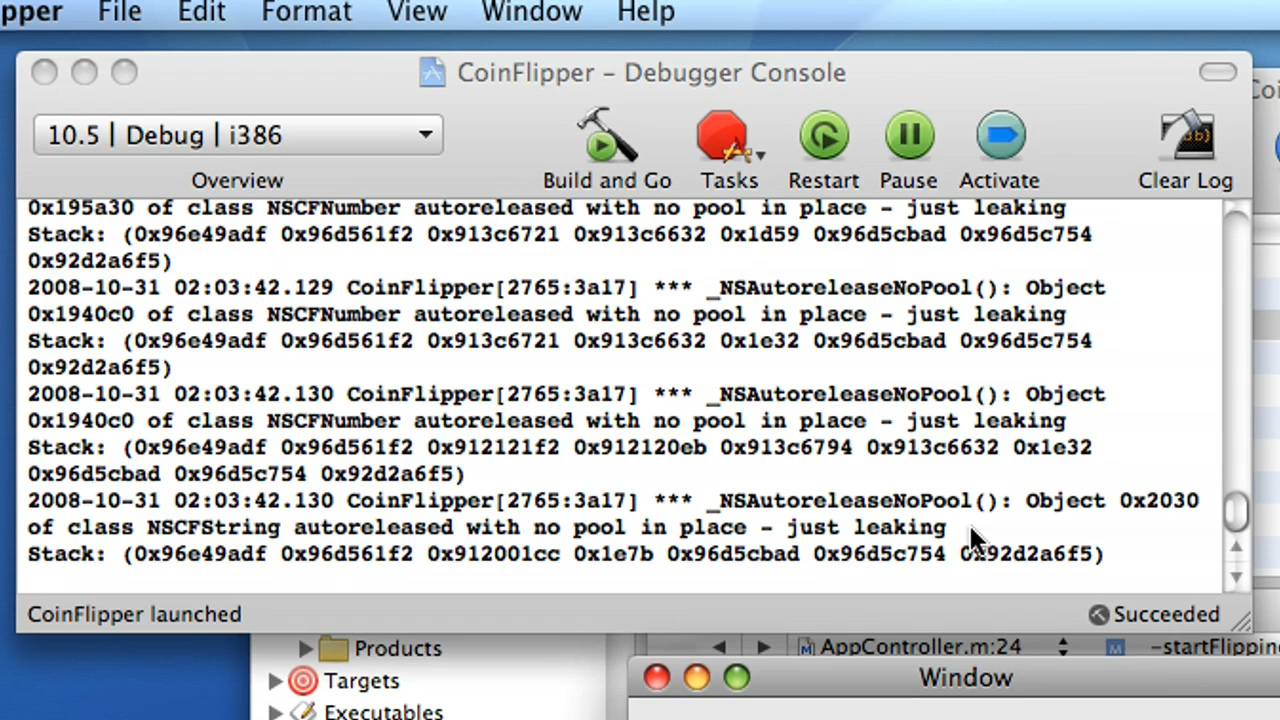 pper File Edit Format View Window Help
CoinFlipper – Debugger Console
Coi
10.5 | Debug | i386
Overview Build and Go Tasks Restart Pause Activate Clear Log
0x195a30 of class NSCFNumber autoreleased with no pool in place - just leaking
Stack: (0x96e49adf 0x96d561f2 0x913c6721 0x913c6632 0x1d59 0x96d5cbad 0x96d5c754
0x92d2a6f5)
2008-10-31 02:03:42.129 CoinFlipper[2765:3a17] *** _NSAutoreleaseNoPool(): Object
0x1940c0 of class NSCFNumber autoreleased with no pool in place - just leaking
Stack: (0x96e49adf 0x96d561f2 0x913c6721 0x913c6632 0x1e32 0x96d5cbad 0x96d5c754
0x92d2a6f5)
2008-10-31 02:03:42.130 CoinFlipper[2765:3a17] *** _NSAutoreleaseNoPool(): Object
0x1940c0 of class NSCFNumber autoreleased with no pool in place - just leaking
Stack: (0x96e49adf 0x96d561f2 0x912121f2 0x912120eb 0x913c6794 0x913c6632 0x1e32
0x96d5cbad 0x96d5c754 0x92d2a6f5)
2008-10-31 02:03:42.130 CoinFlipper[2765:3a17] *** _NSAutoreleaseNoPool(): Object 0x2030
of class NSCFString autoreleased with no pool in place - just leaking
Stack: (0x96e49adf 0x96d561f2 0x912001cc 0x1e7b 0x96d5cbad 0x96d5c754 0x92d2a6f5)
CoinFlipper launched Succeeded
Products
AppController.m:24 -startFlipping
Targets
Window
Executables